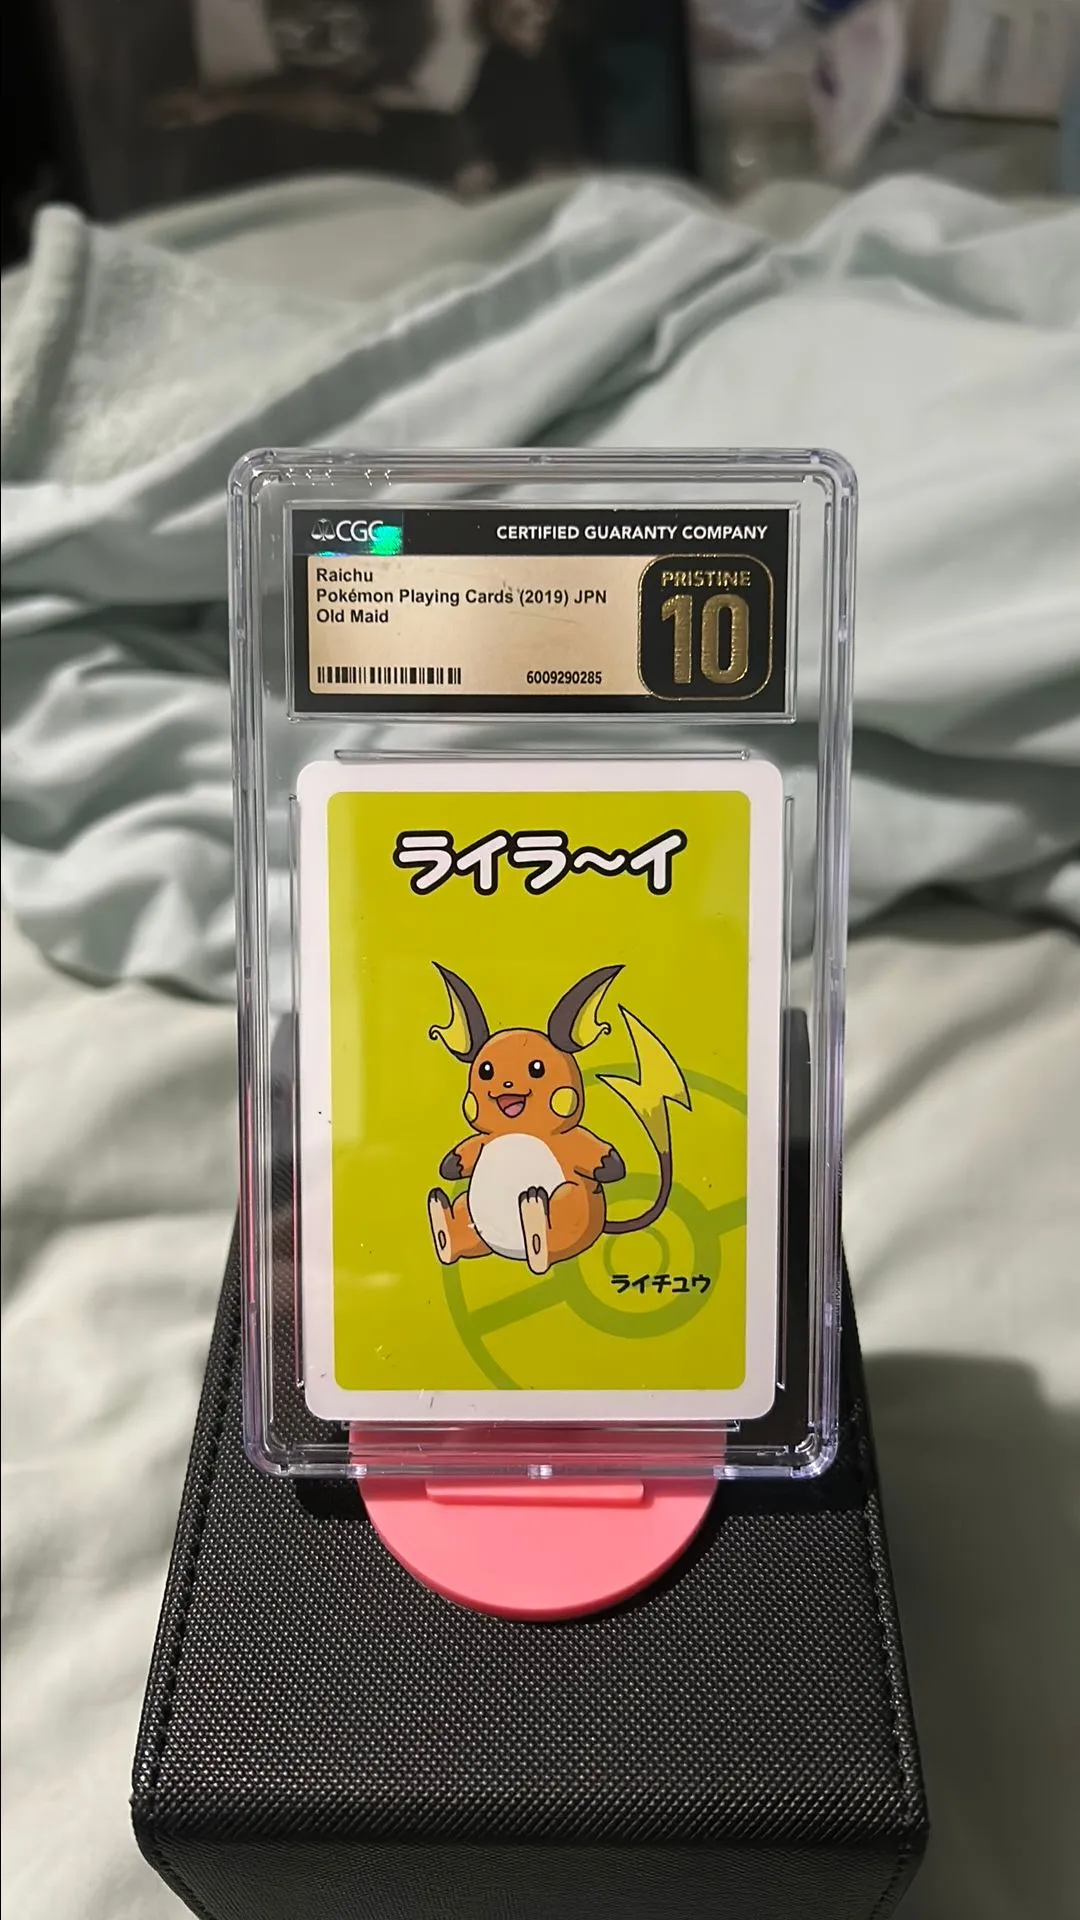 CGC
CERTIFIED GUARANTY COMPANY
Raichu
Pokémon Playing Cards (2019) JPN
Old Maid
PRISTINE
10
6009290285
ライラ〜イ
ライチュウ